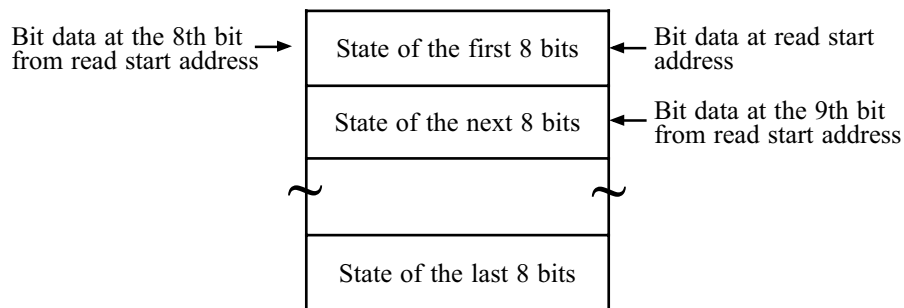 Bit data at the 8th bit
from read start address
State of the first 8 bits
Bit data at read start
address
State of the next 8 bits
Bit data at the 9th bit
from read start address
State of the last 8 bits